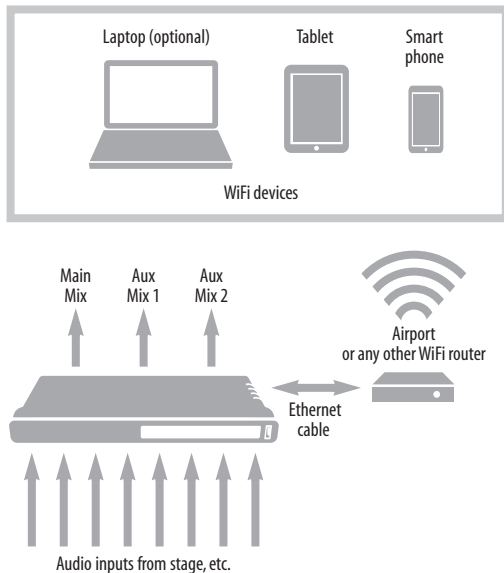 Laptop (optional)
Tablet
Smart
phone
WiFi devices
Main
Mix
Aux
Mix 1
Aux
Mix 2
Airport
or any other WiFi router
Ethernet
cable
Audio inputs from stage, etc.